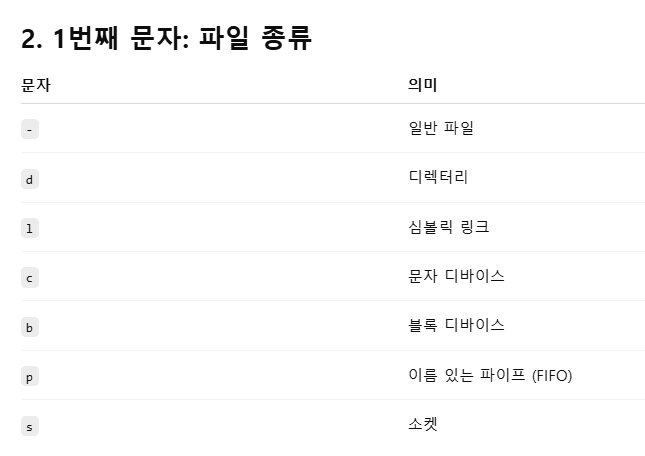 2. 1번째 문자: 파일 종류
문자 의미
- 일반 파일
d 디렉터리
l 심볼릭 링크
c 문자 디바이스
b 블록 디바이스
p 이름 있는 파이프 (FIFO)
s 소켓